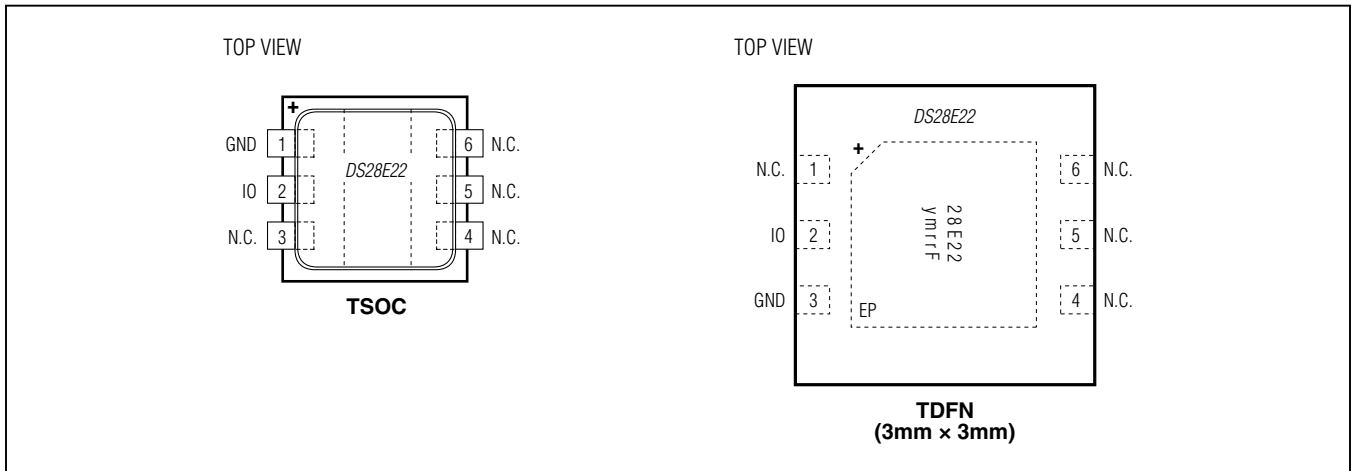 TOP VIEW
+
GND 1
IO 2
N.C. 3
DS28E22
6 N.C.
5 N.C.
4 N.C.
TSOC
TOP VIEW
DS28E22
+
N.C. 1
IO 2
GND 3
28E22
ymrrF
EP
6 N.C.
5 N.C.
4 N.C.
TDFN
(3mm × 3mm)